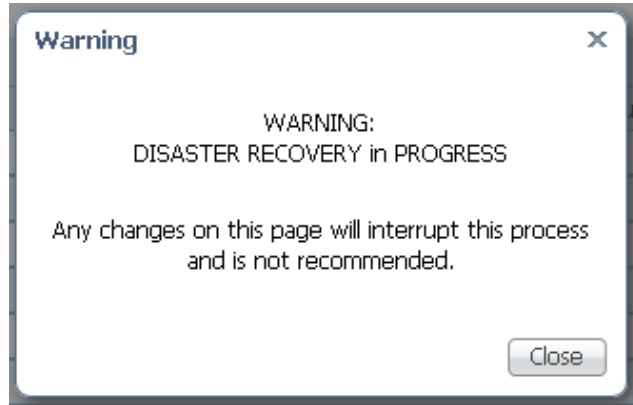 Warning
WARNING:
DISASTER RECOVERY in PROGRESS
Any changes on this page will interrupt this process
and is not recommended.
Close